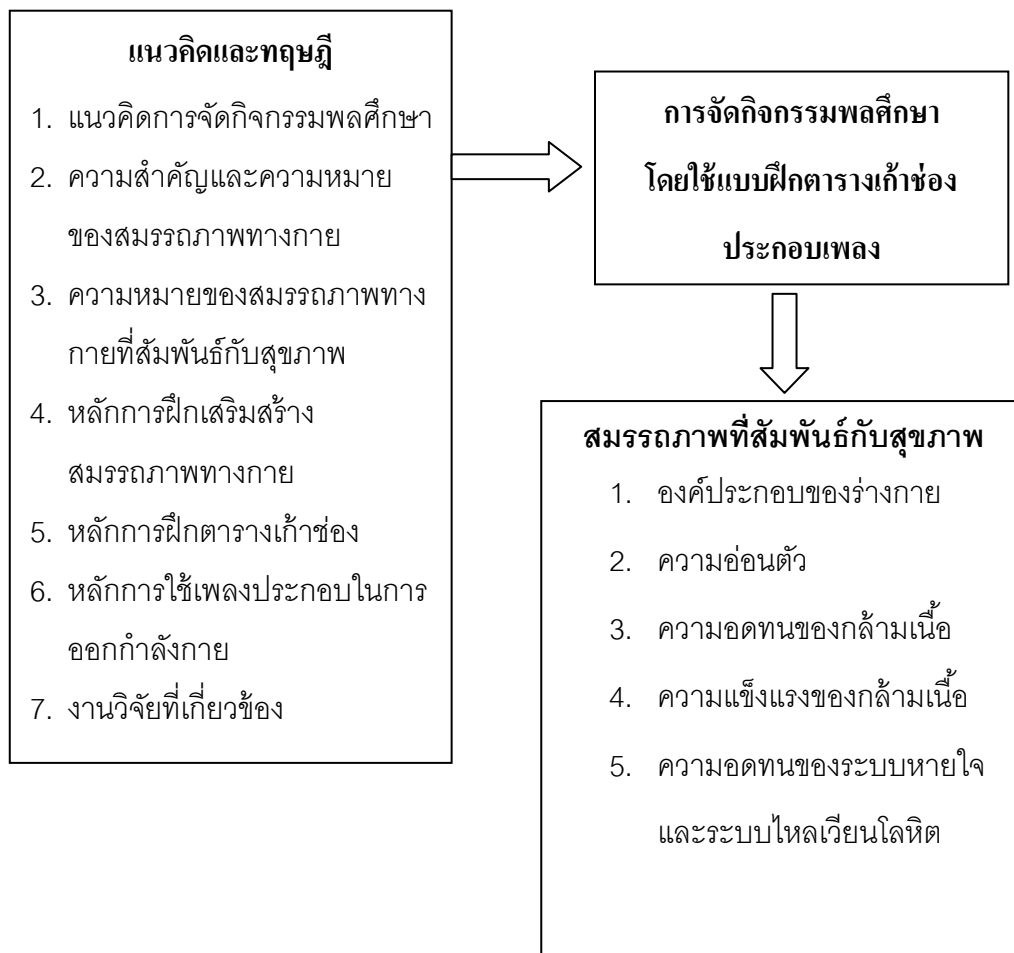 แนวคิดและทฤษฎี
1. แนวคิดการจัดกิจกรรมพลศึกษา
2. ความสำคัญและความหมาย
ของสมรรถภาพทางกาย
3. ความหมายของสมรรถภาพทาง
กายที่สัมพันธ์กับสุขภาพ
4. หลักการฝึกเสริมสร้าง
สมรรถภาพทางกาย
5. หลักการฝึกตารางเก้าช่อง
6. หลักการใช้เพลงประกอบในการ
ออกกำลังกาย
7. งานวิจัยที่เกี่ยวข้อง
การจัดกิจกรรมพลศึกษา
โดยใช้แบบฝึกตารางเก้าช่อง
ประกอบเพลง
สมรรถภาพที่สัมพันธ์กับสุขภาพ
1. องค์ประกอบของร่างกาย
2. ความอ่อนตัว
3. ความอดทนของกล้ามเนื้อ
4. ความแข็งแรงของกล้ามเนื้อ
5. ความอดทนของระบบหายใจ
และระบบไหลเวียนโลหิต